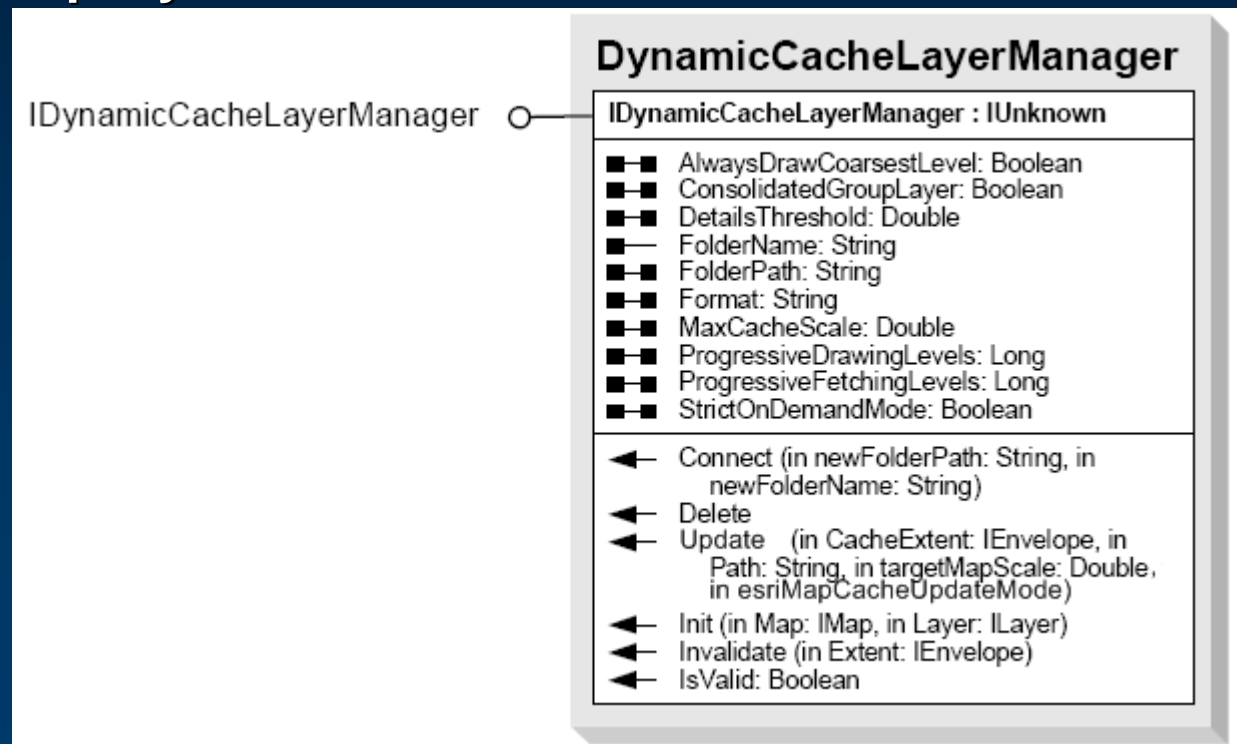 DynamicCacheLayerManager
IDynamicCacheLayerManager
IDynamicCacheLayerManager : IUnknown
AlwaysDrawCoarsestLevel: Boolean
ConsolidatedGroupLayer: Boolean
DetailsThreshold: Double
FolderName: String
FolderPath: String
Format: String
MaxCacheScale: Double
ProgressiveDrawingLevels: Long
ProgressiveFetchingLevels: Long
StrictOnDemandMode: Boolean
Connect (in newFolderPath: String, in
newFolderName: String)
Delete
Update (in CacheExtent: IEnvelope, in
Path: String, in targetMapScale: Double,
in esriMapCacheUpdateMode)
Init (in Map: IMap, in Layer: ILayer)
Invalidate (in Extent: IEnvelope)
IsValid: Boolean